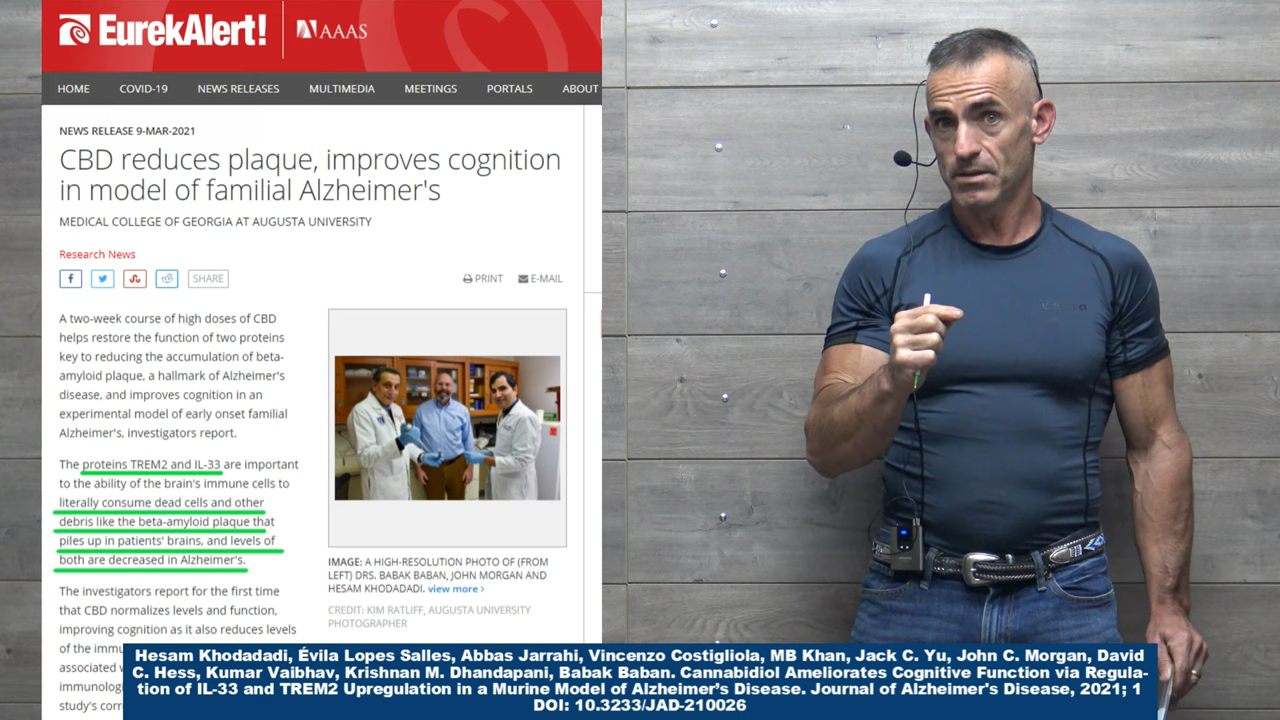 EurekAlert! AAAS
HOME COVID-19 NEWS RELEASES MULTIMEDIA MEETINGS PORTALS ABOUT
NEWS RELEASE 9-MAR-2021
CBD reduces plaque, improves cognition
in model of familial Alzheimer's
MEDICAL COLLEGE OF GEORGIA AT AUGUSTA UNIVERSITY
Research News
SHARE PRINT E-MAIL
A two-week course of high doses of CBD
helps restore the function of two proteins
key to reducing the accumulation of beta-
amyloid plaque, a hallmark of Alzheimer's
disease, and improves cognition in an
experimental model of early onset familial
Alzheimer's, investigators report.
The proteins TREM2 and IL-33 are important
to the ability of the brain's immune cells to
literally consume dead cells and other
debris like the beta-amyloid plaque that
piles up in patients' brains, and levels of
both are decreased in Alzheimer's.
The investigators report for the first time
that CBD normalizes levels and function,
improving cognition as it also reduces levels
of the immu
associated w
immunolog
study's corr
IMAGE: A HIGH-RESOLUTION PHOTO OF (FROM
LEFT) DRS. BABAK BABAN, JOHN MORGAN AND
HESAM KHODADADI. view more >
CREDIT: KIM RATLIFF, AUGUSTA UNIVERSITY
PHOTOGRAPHER
Hesam Khodadadi, Évila Lopes Salles, Abbas Jarrahi, Vincenzo Costigliola, MB Khan, Jack C. Yu, John C. Morgan, David
C. Hess, Kumar Vaibhav, Krishnan M. Dhandapani, Babak Baban. Cannabidiol Ameliorates Cognitive Function via Regula-
tion of IL-33 and TREM2 Upregulation in a Murine Model of Alzheimer's Disease. Journal of Alzheimer's Disease, 2021; 1
DOI: 10.3233/JAD-210026